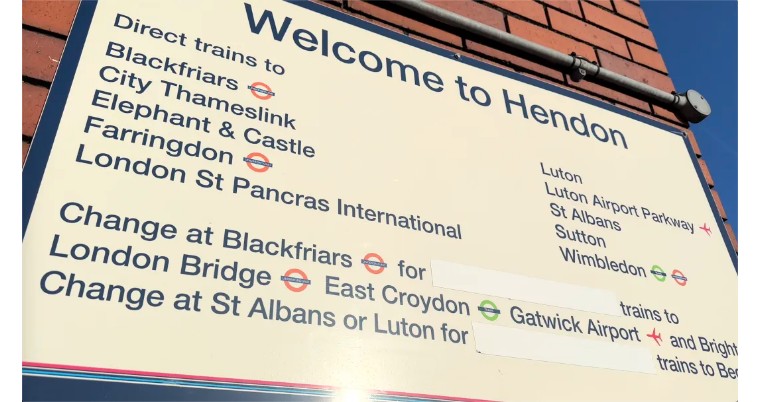 Welcome to Hendon
Direct trains to
Blackfriars
City Thameslink
Elephant & Castle
Farringdon
London St Pancras International
Luton
Luton Airport Parkway
St Albans
Sutton
Wimbledon
Change at Blackfriars for trains to
London Bridge East Croydon Gatwick Airport and Bright
Change at St Albans or Luton for trains to Bed